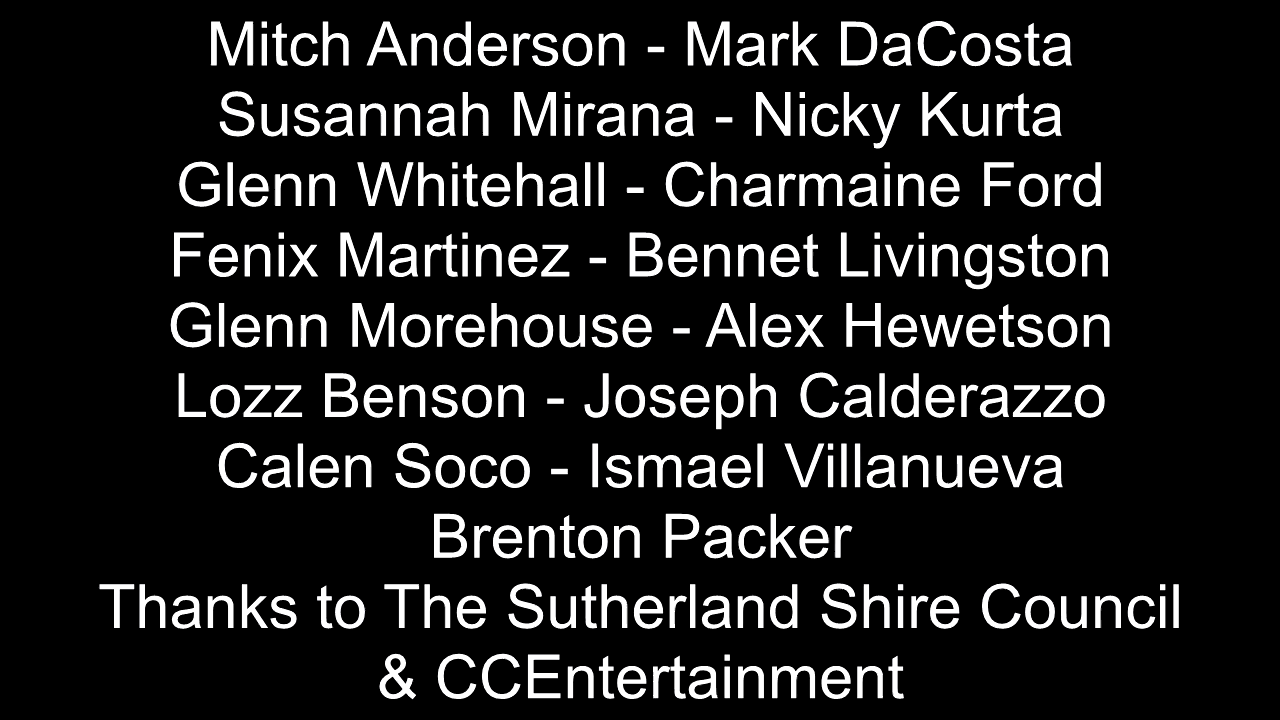 Mitch Anderson - Mark DaCosta
Susannah Mirana - Nicky Kurta
Glenn Whitehall - Charmaine Ford
Fenix Martinez - Bennet Livingston
Glenn Morehouse - Alex Hewetson
Lozz Benson - Joseph Calderazzo
Calen Soco - Ismael Villanueva
Brenton Packer
Thanks to The Sutherland Shire Council
& CCEntertainment